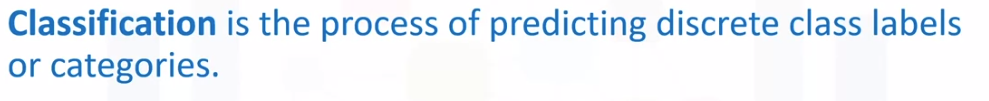 Classification is the process of predicting discrete class labels
or categories.